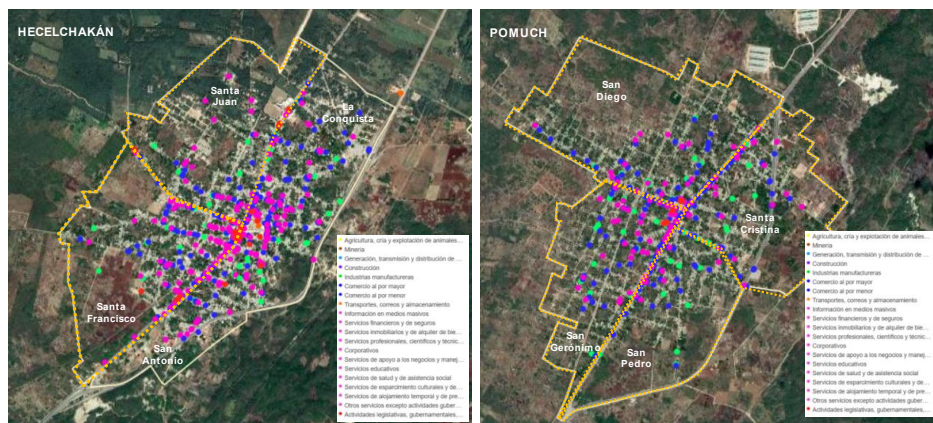 HECELCHAKÁN
Santa
Juan
La
Conquista
Santa
Francisco
San
Antonio
Agricultura, cría y explotación de animales...
Minería
Generación, transmisión y distribución de ...
Construcción
Industrias manufactureras
Comercio al por mayor
Comercio al por menor
Transportes, correos y almacenamiento
Información en medios masivos
Servicios financieros y de seguros
Servicios inmobiliarios y de alquiler de bie...
Servicios profesionales, científicos y técnic...
Corporativos
Servicios de apoyo a los negocios y manej...
Servicios educativos
Servicios de salud y de asistencia social
Servicios de esparcimiento culturales y de...
Servicios de alojamiento temporal y de pre...
Otros servicios excepto actividades guber...
Actividades legislativas, gubernamentales,...
POMUCH
San
Diego
Santa
Cristina
San
Gerónimo
San
Pedro
Agricultura, cría y explotación de animales...
Minería
Generación, transmisión y distribución de ...
Construcción
Industrias manufactureras
Comercio al por mayor
Comercio al por menor
Transportes, correos y almacenamiento
Información en medios masivos
Servicios financieros y de seguros
Servicios inmobiliarios y de alquiler de bie...
Servicios profesionales, científicos y técnic...
Corporativos
Servicios de apoyo a los negocios y manej...
Servicios educativos
Servicios de salud y de asistencia social
Servicios de esparcimiento culturales y de...
Servicios de alojamiento temporal y de pre...
Otros servicios excepto actividades guber...
Actividades legislativas, gubernamentales,...